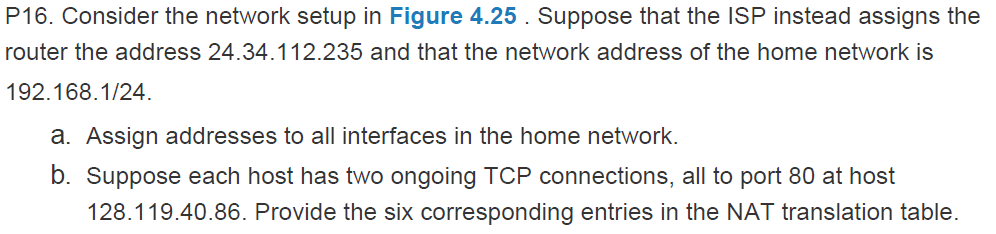 P16. Consider the network setup in Figure 4.25 . Suppose that the ISP instead assigns the
router the address 24.34.112.235 and that the network address of the home network is
192.168.1/24.
a. Assign addresses to all interfaces in the home network.
b. Suppose each host has two ongoing TCP connections, all to port 80 at host
128.119.40.86. Provide the six corresponding entries in the NAT translation table.